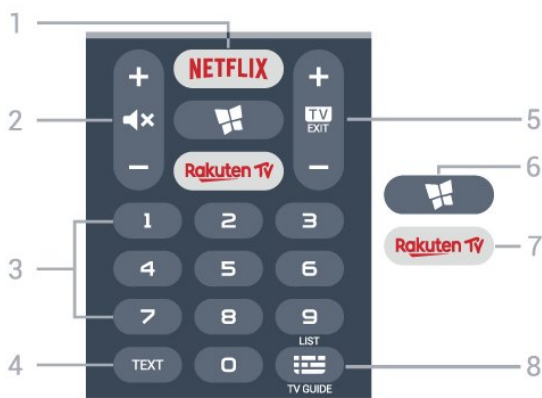 1
NETFLIX
+ +
2
TV
EXIT
5
6
- -
Rakuten TV
1 2 3
Rakuten TV 7
3
4 5 6
7 8 9
LIST
4 TEXT 0
8
TV GUIDE